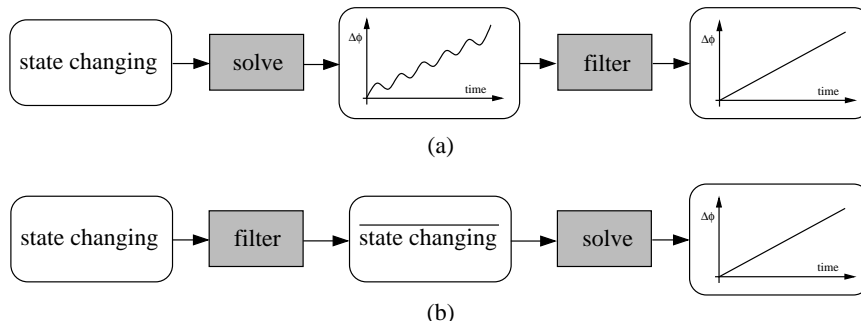 state changing
solve
Δϕ
time
filter
Δϕ
time
(a)
state changing
filter
state changing
solve
Δϕ
time
(b)